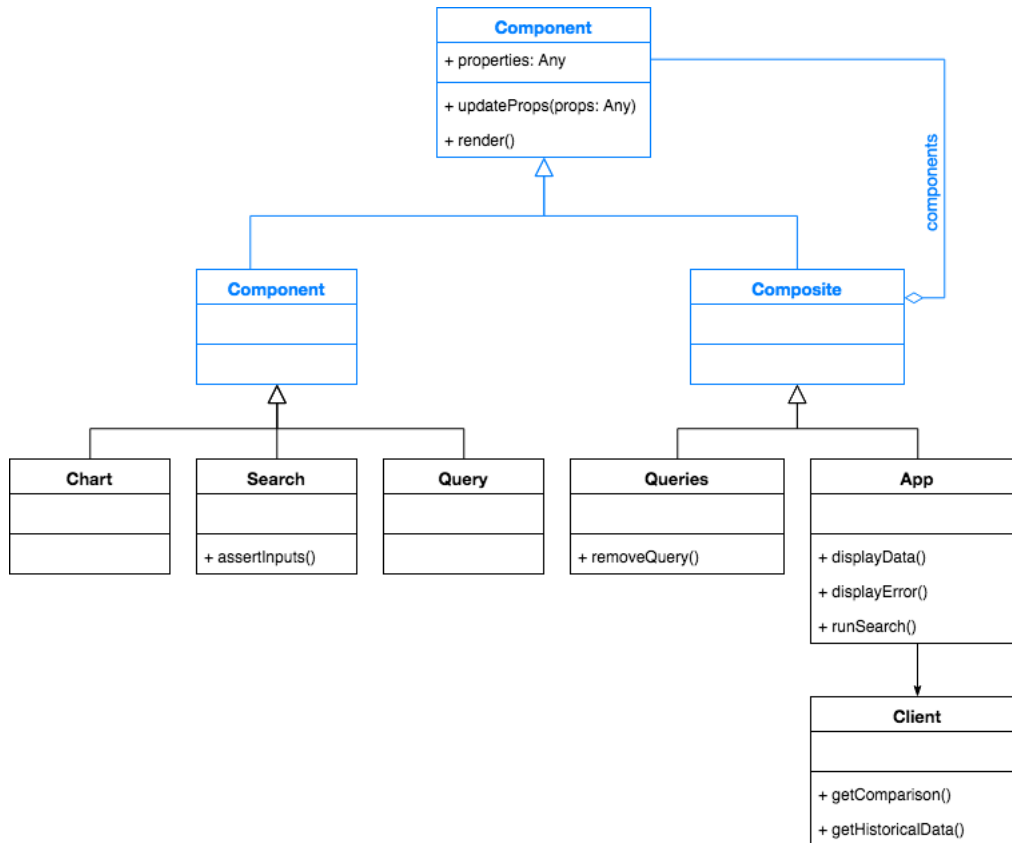 Component
+ properties: Any
+ updateProps(props: Any)
+ render()
components
Component
Composite
Chart
Search
+ assertInputs()
Query
Queries
+ removeQuery()
App
+ displayData()
+ displayError()
+ runSearch()
Client
+ getComparison()
+ getHistoricalData()